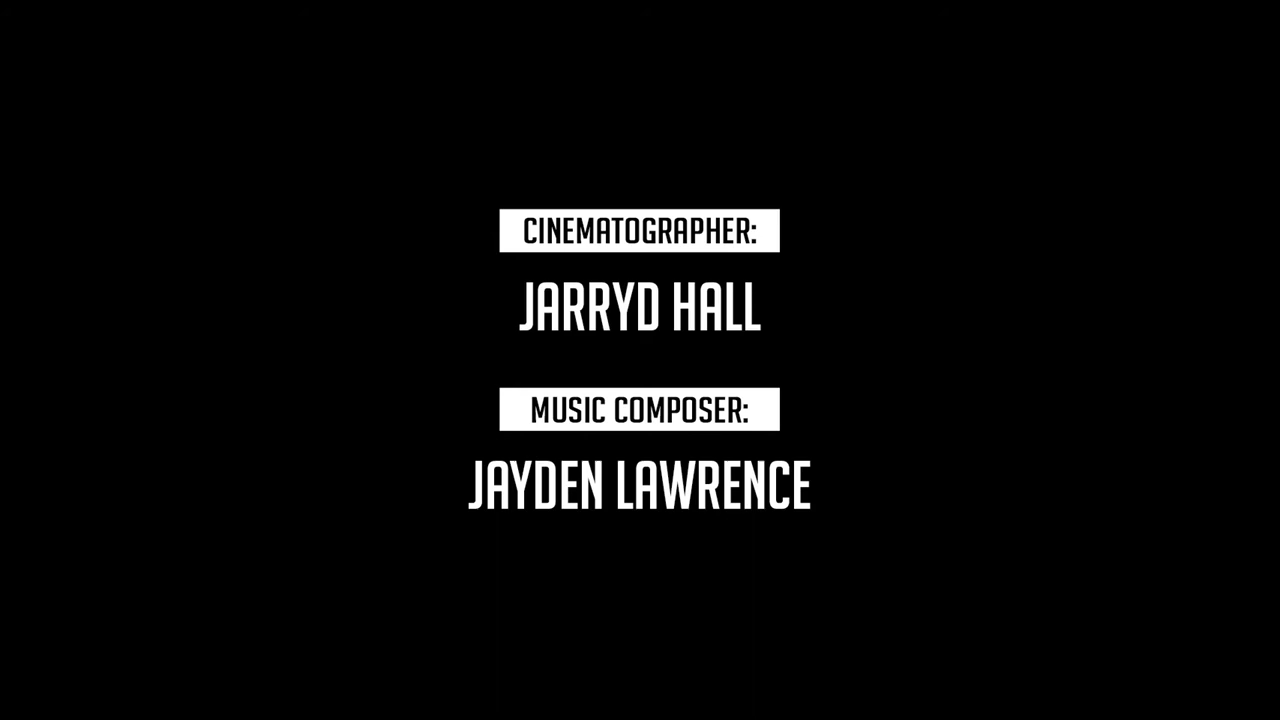 CINEMATOGRAPHER:
JARRYD HALL
MUSIC COMPOSER:
JAYDEN LAWRENCE